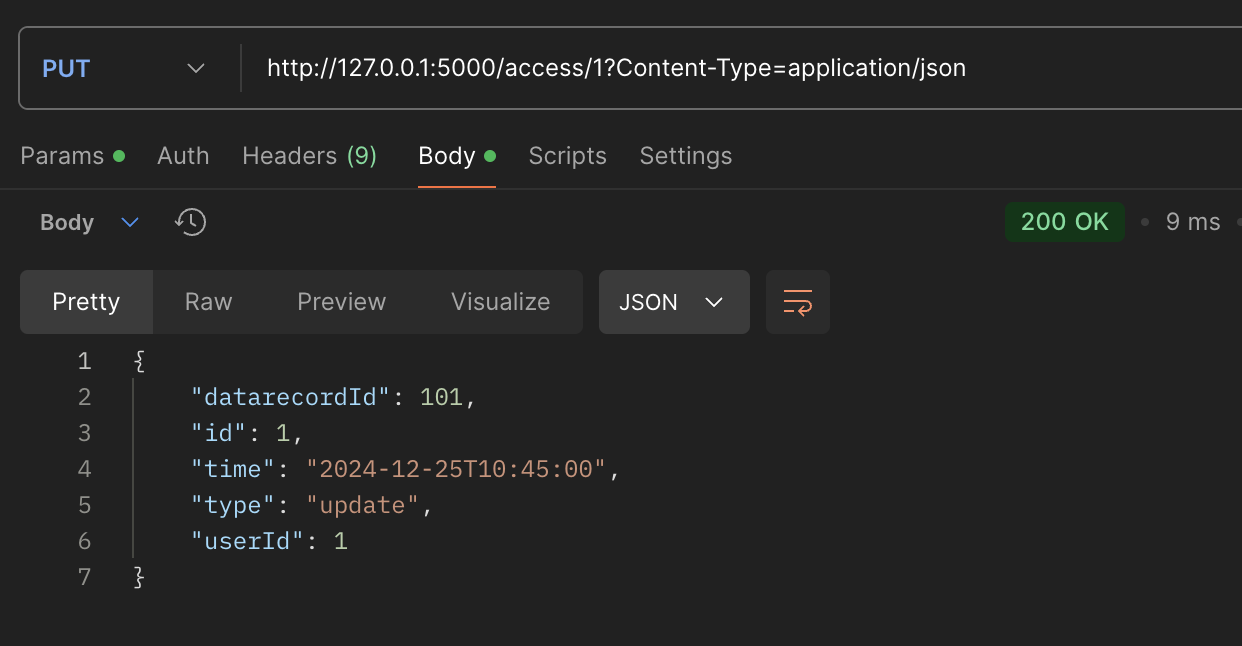 PUT http://127.0.0.1:5000/access/1?Content-Type=application/json
Params Auth Headers (9) Body Scripts Settings
Body 200 OK 9 ms
Pretty Raw Preview Visualize JSON
1 {
2 "datarecordId": 101,
3 "id": 1,
4 "time": "2024-12-25T10:45:00",
5 "type": "update",
6 "userId": 1
7 }